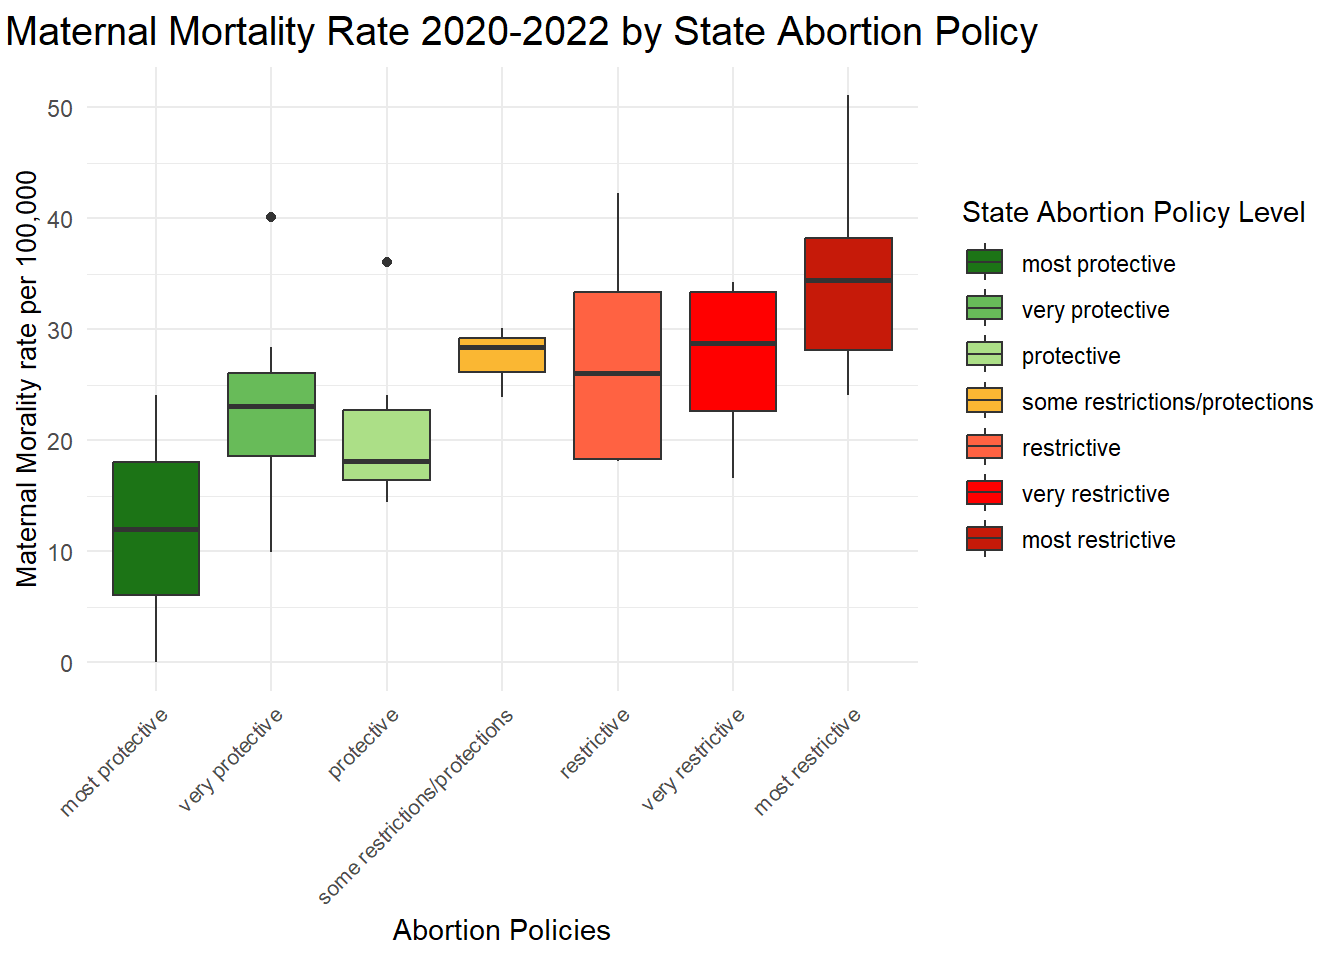 Maternal Mortality Rate 2020-2022 by State Abortion Policy
Maternal Morality rate per 100,000
50
40
30
20
10
0
most protective
very protective
protective
some restrictions/protections
restrictive
very restrictive
most restrictive
Abortion Policies
State Abortion Policy Level
most protective
very protective
protective
some restrictions/protections
restrictive
very restrictive
most restrictive